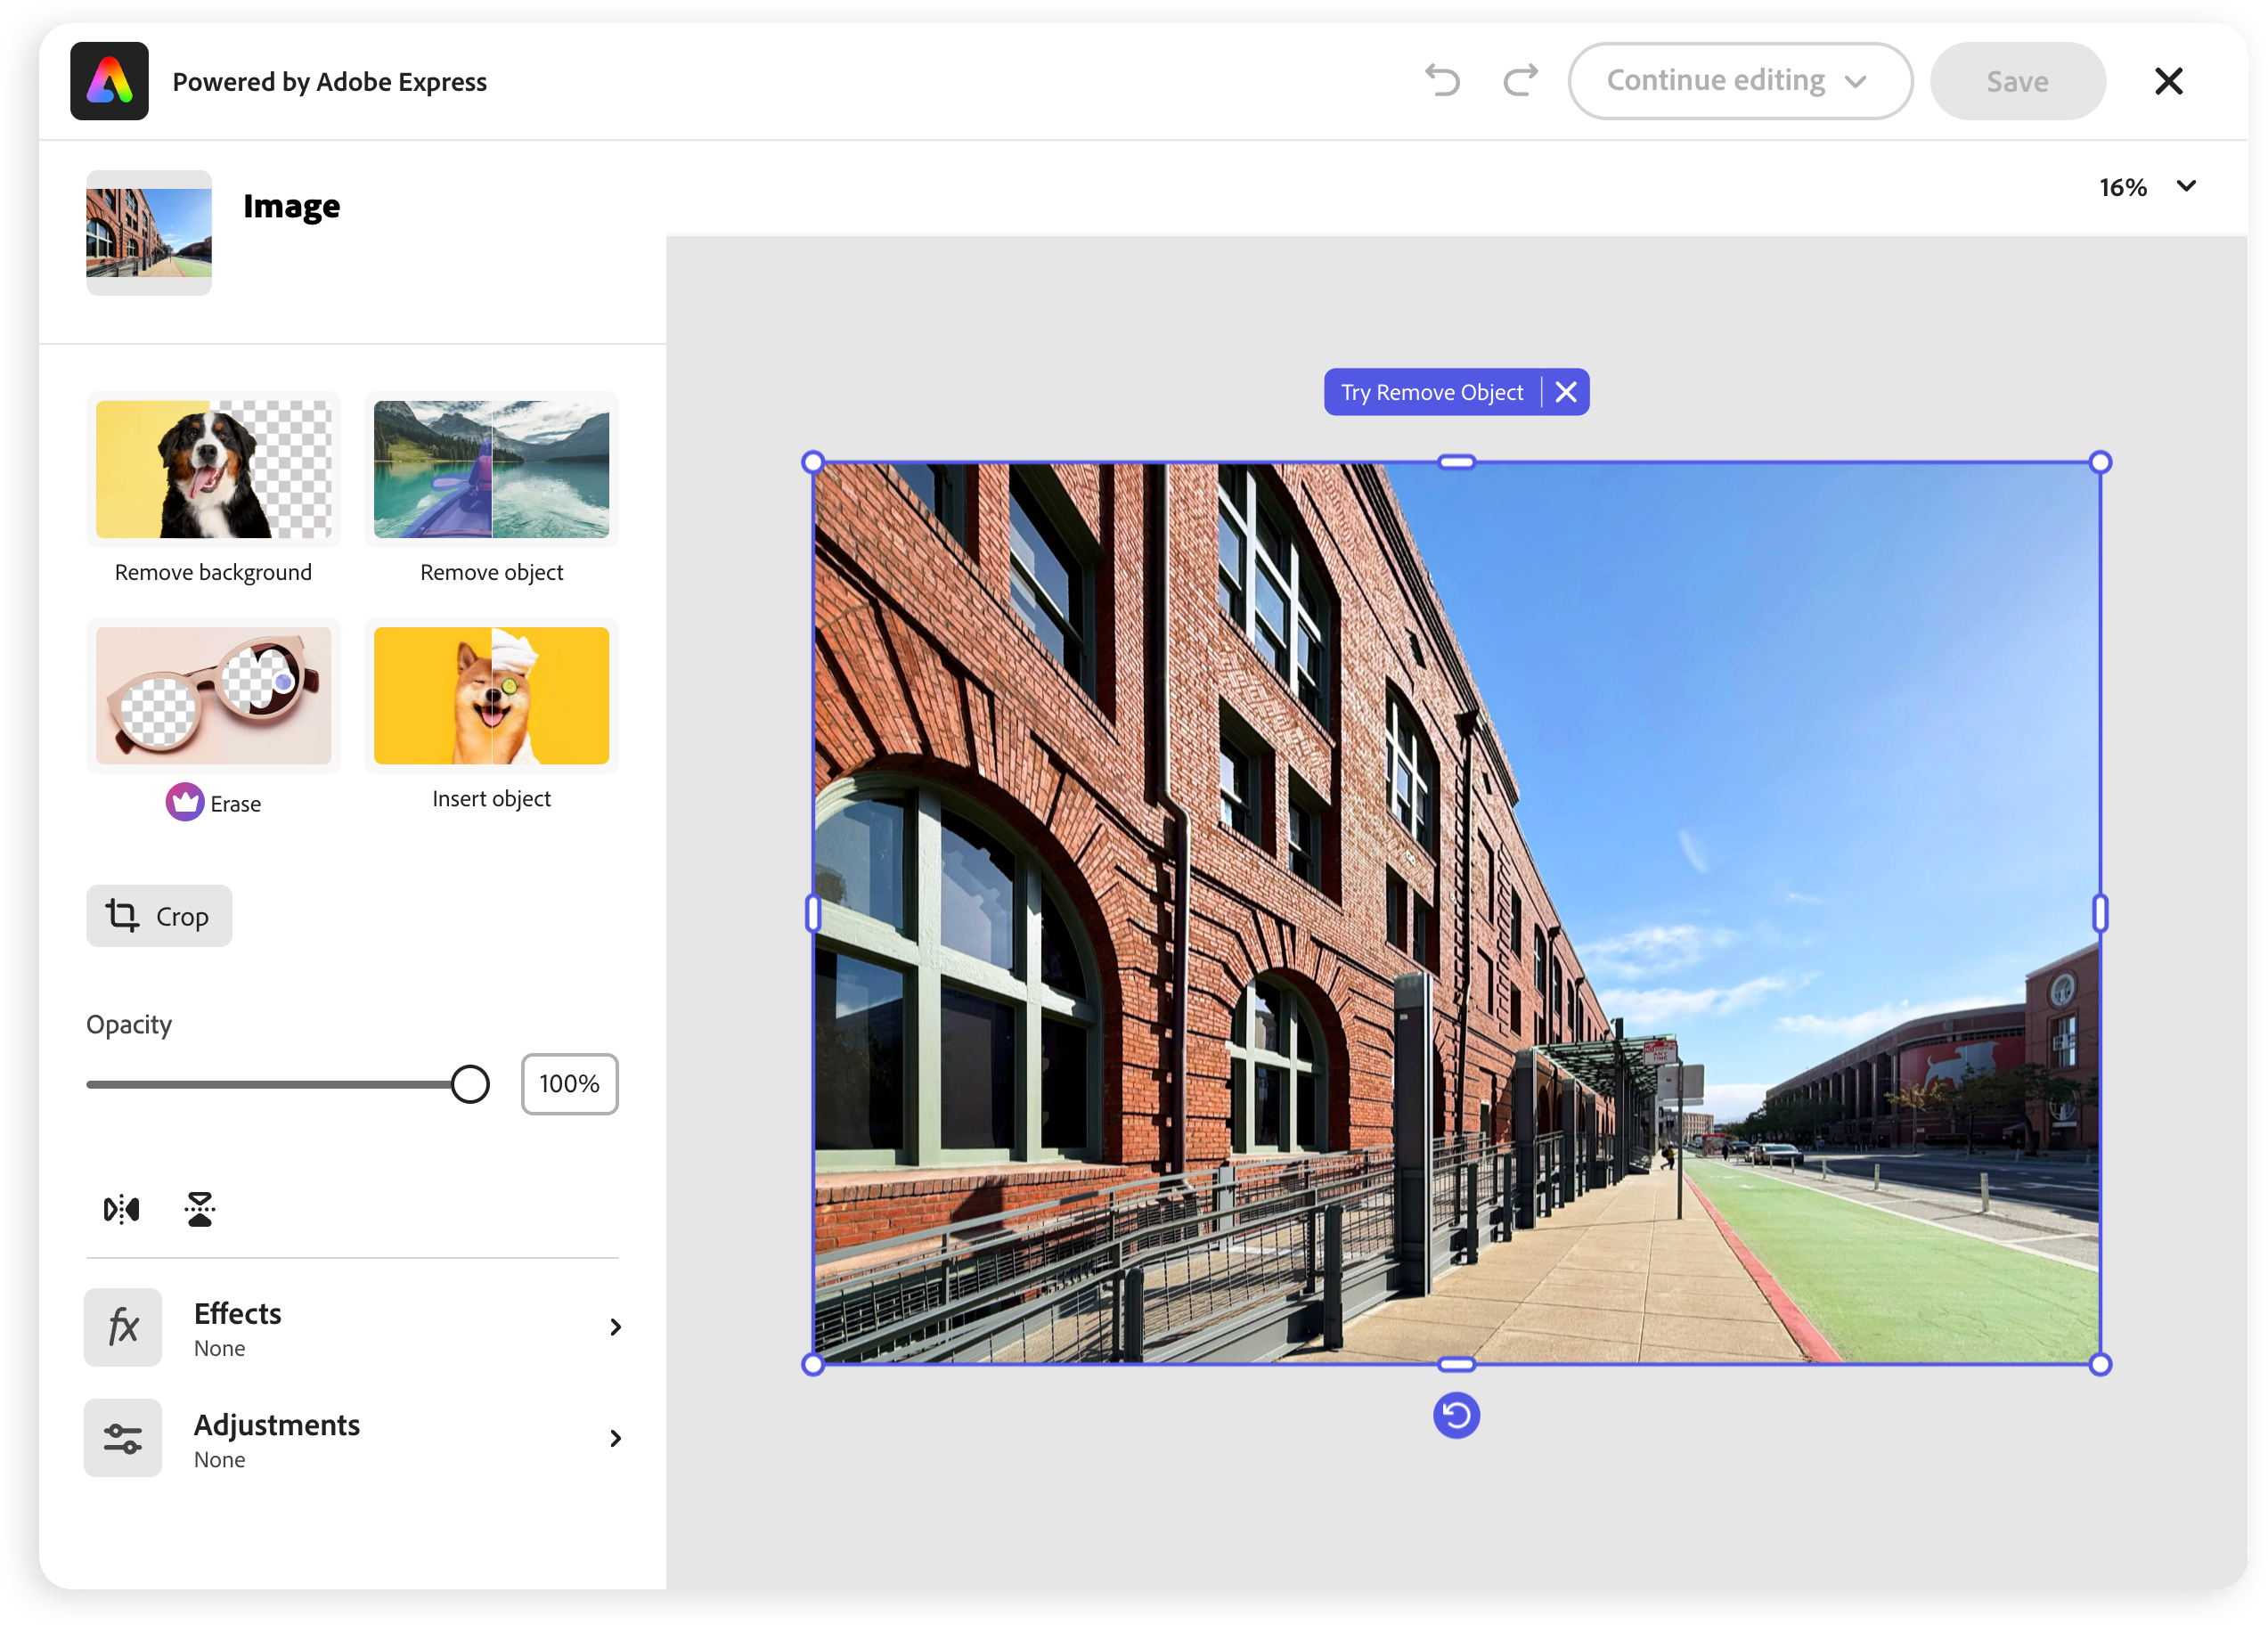 Powered by Adobe Express
Continue editing
Save
Image
16%
Try Remove Object
Remove background
Remove object
Erase
Insert object
Crop
Opacity
100%
fx
Effects
None
Adjustments
None